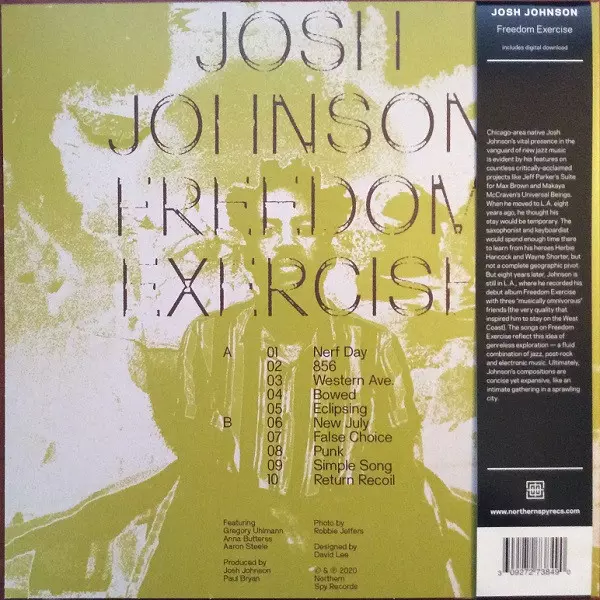 JOSH
JOHNSON
FREEDOM
EXERCISE
A 01 Nerf Day
02 856
03 Western Ave.
04 Bowed
05 Eclipsing
B 06 New July
07 False Choice
08 Punk
09 Simple Song
10 Return Recoil
Featuring
Gregory Uhlmann
Anna Butterss
Aaron Steele
Produced by
Josh Johnson
Paul Bryan
Photo by
Robbie Jeffers
Designed by
David Lee
© & ℗ 2020
Northern
Spy Records
JOSH JOHNSON
Freedom Exercise
includes digital download
Chicago-area native Josh
Johnson's vital presence in the
vanguard of new jazz music
is evident by his features on
countless critically-acclaimed
projects like Jeff Parker's Suite
for Max Brown and Makaya
McCraven's Universal Beings.
When he moved to L.A. eight
years ago, he thought his
stay would be temporary. The
saxophonist and keyboardist
would spend enough time there
to learn from his heroes Herbie
Hancock and Wayne Shorter, but
not a complete geographic pivot.
But eight years later, Johnson is
still in L.A., where he recorded his
debut album Freedom Exercise
with three "musically omnivorous"
friends (the very quality that
inspired him to stay on the West
Coast). The songs on Freedom
Exercise reflect this idea of
genreless exploration — a fluid
combination of jazz, post-rock
and electronic music. Ultimately,
Johnson's compositions are
concise yet expansive, like an
intimate gathering in a sprawling
city.
www.northernspyrecs.com
3 09272 73849 0